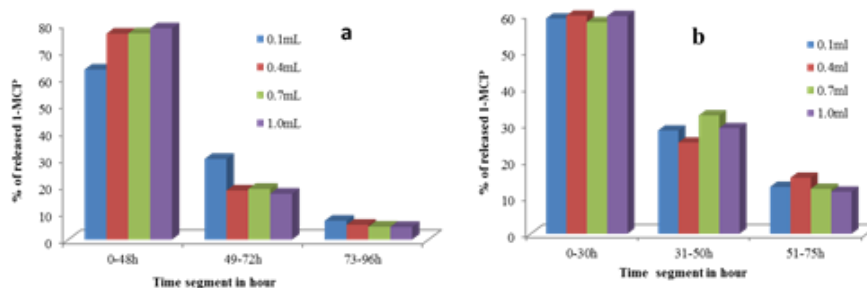 a
% of released 1-MCP
80
70
60
50
40
30
20
10
0
0.1mL
0.4mL
0.7mL
1.0mL
0-48h
49-72h
73-96h
Time segment in hour
b
% of released 1-MCP
60
50
40
30
20
10
0
0.1ml
0.4ml
0.7ml
1.0ml
0-30h
31-50h
51-75h
Time segment in hour